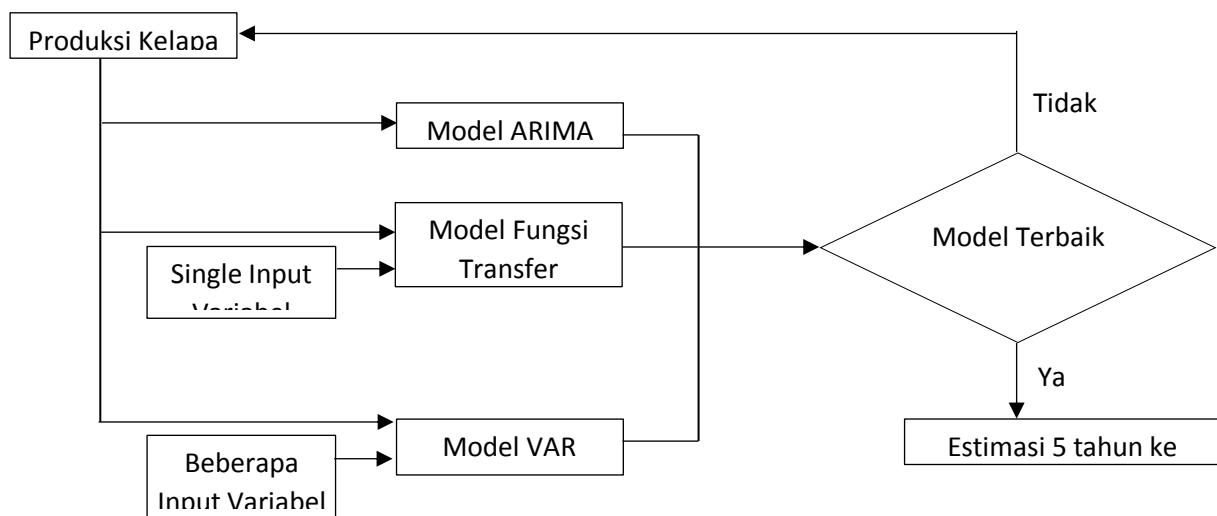 Produksi Kelapa
Tidak
Model ARIMA
Model Fungsi
Transfer
Model Terbaik
Single Input
Variabel
Ya
Model VAR
Estimasi 5 tahun ke
Beberapa
Input Variabel